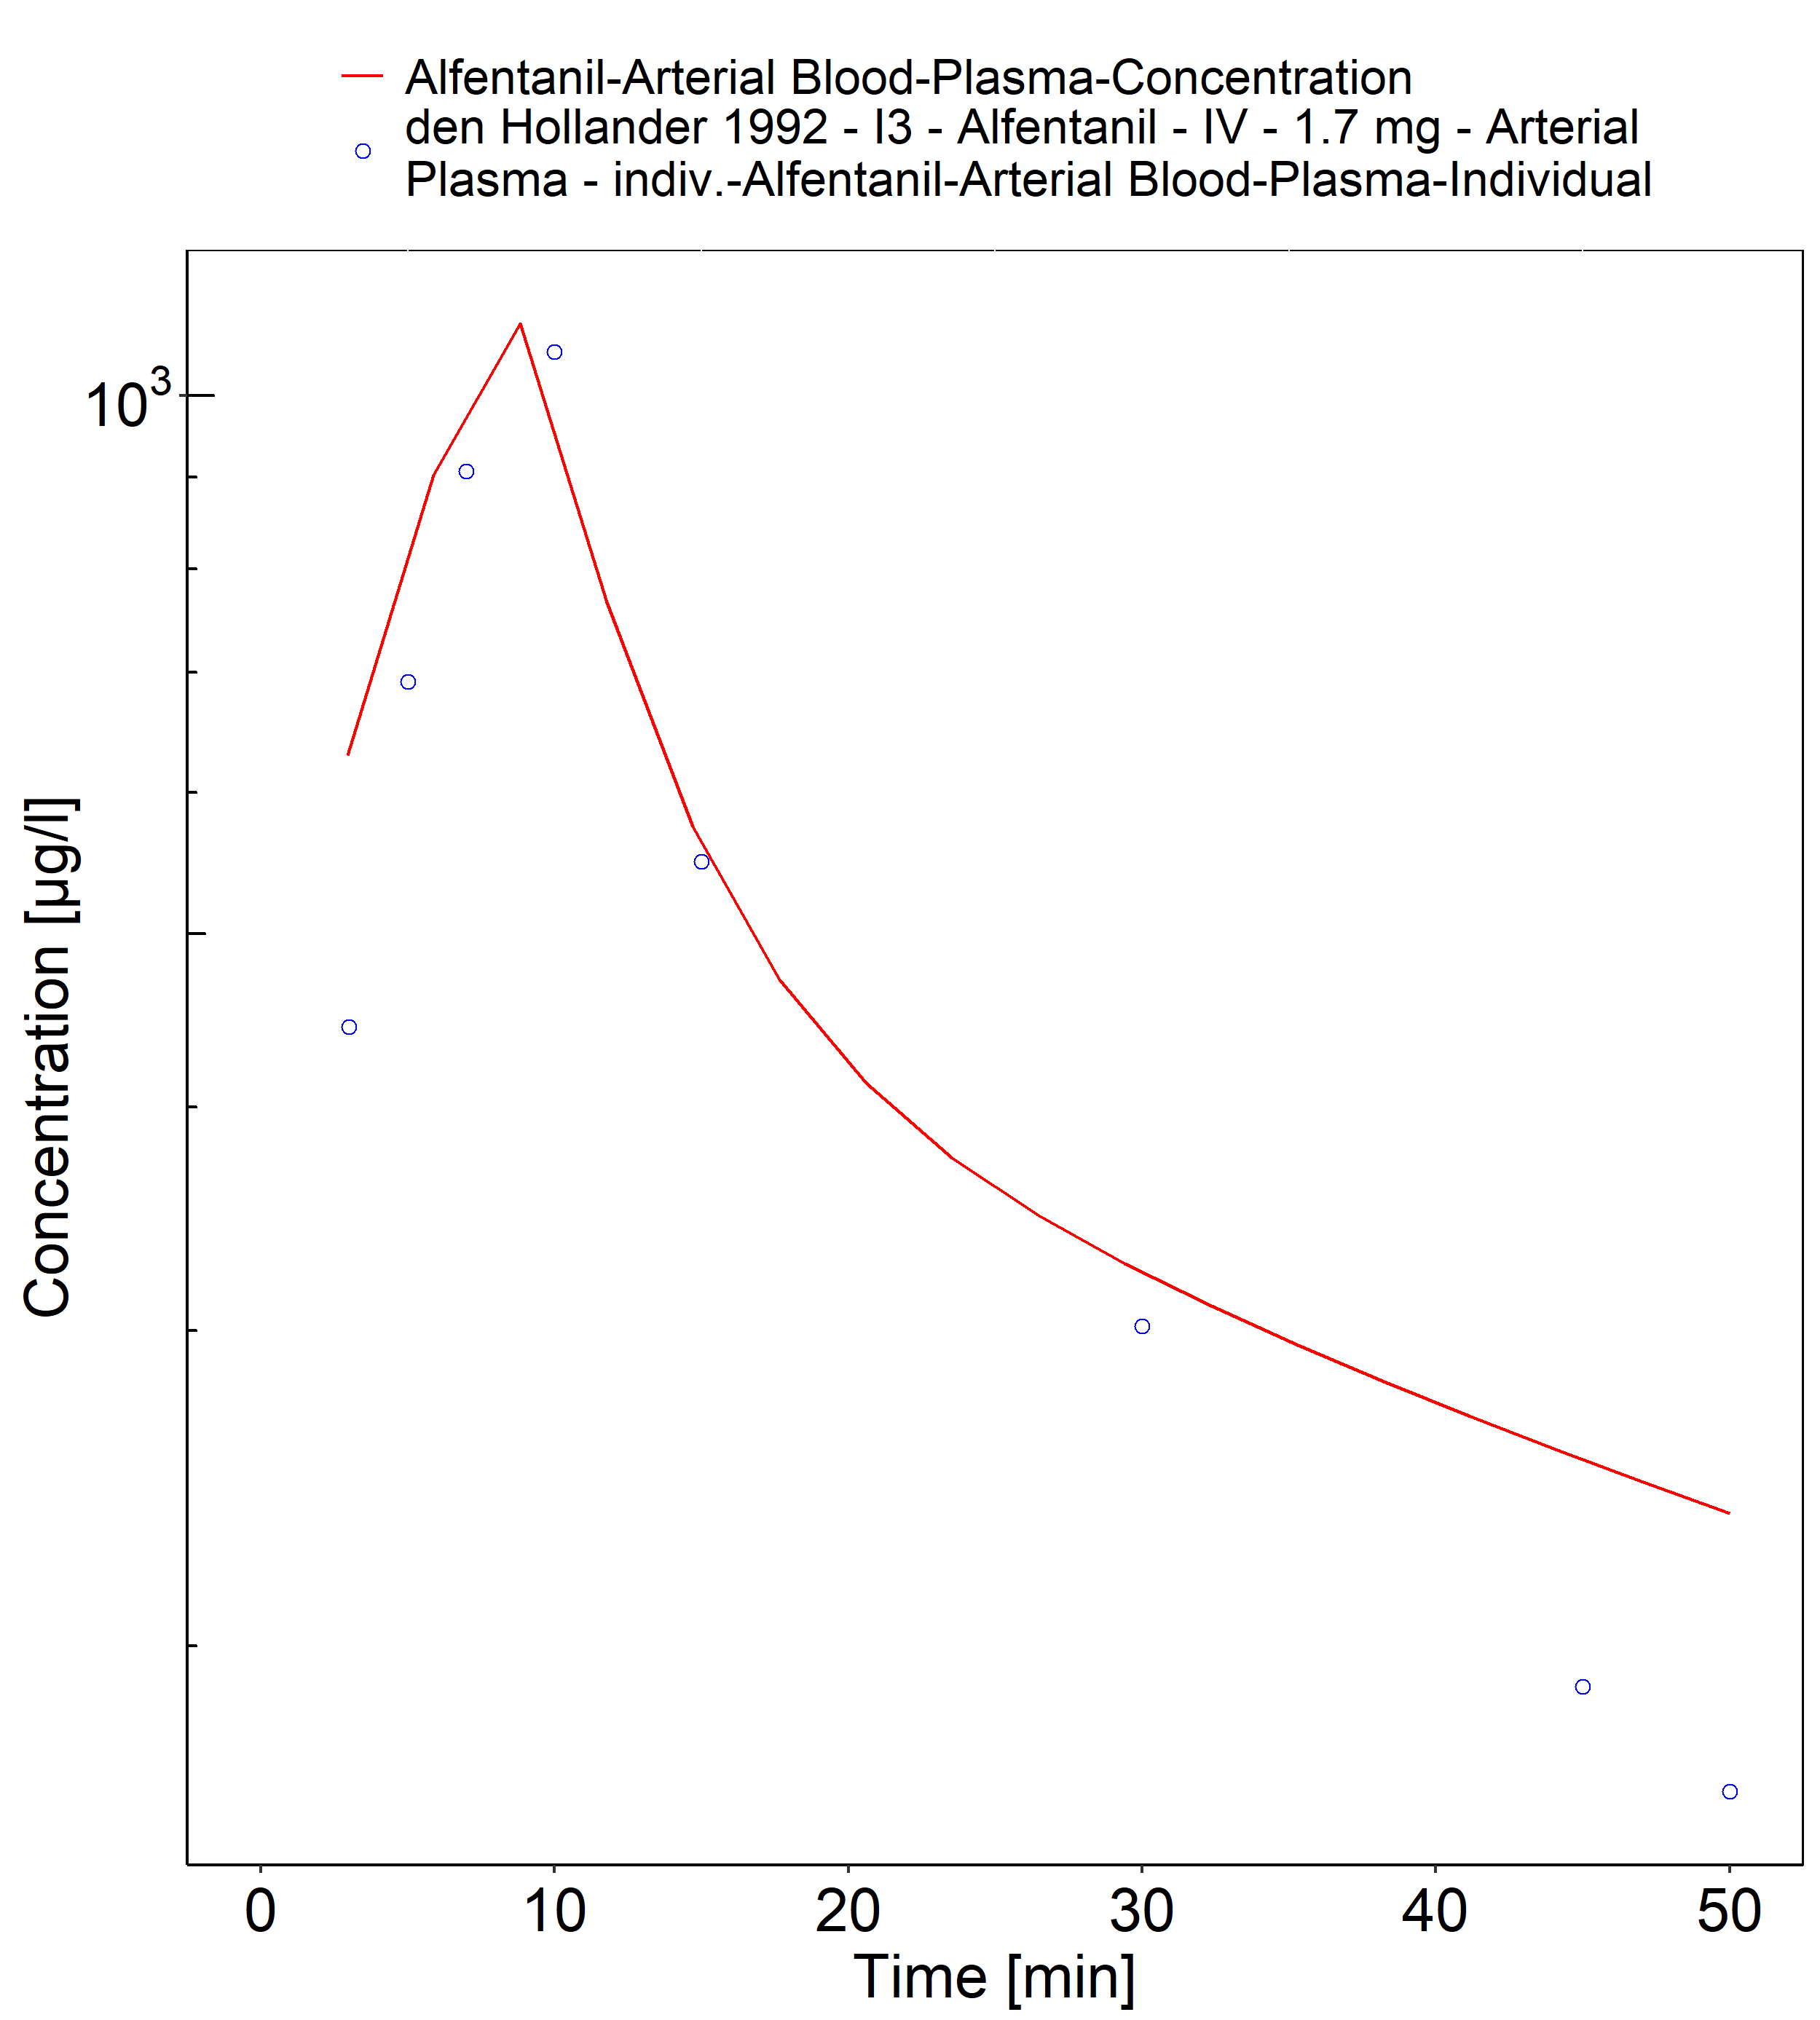 Alfentanil-Arterial Blood-Plasma-Concentration
den Hollander 1992 - I3 - Alfentanil - IV - 1.7 mg - Arterial
Plasma - indiv.-Alfentanil-Arterial Blood-Plasma-Individual
10³
Concentration [µg/l]
0 10 20 30 40 50
Time [min]